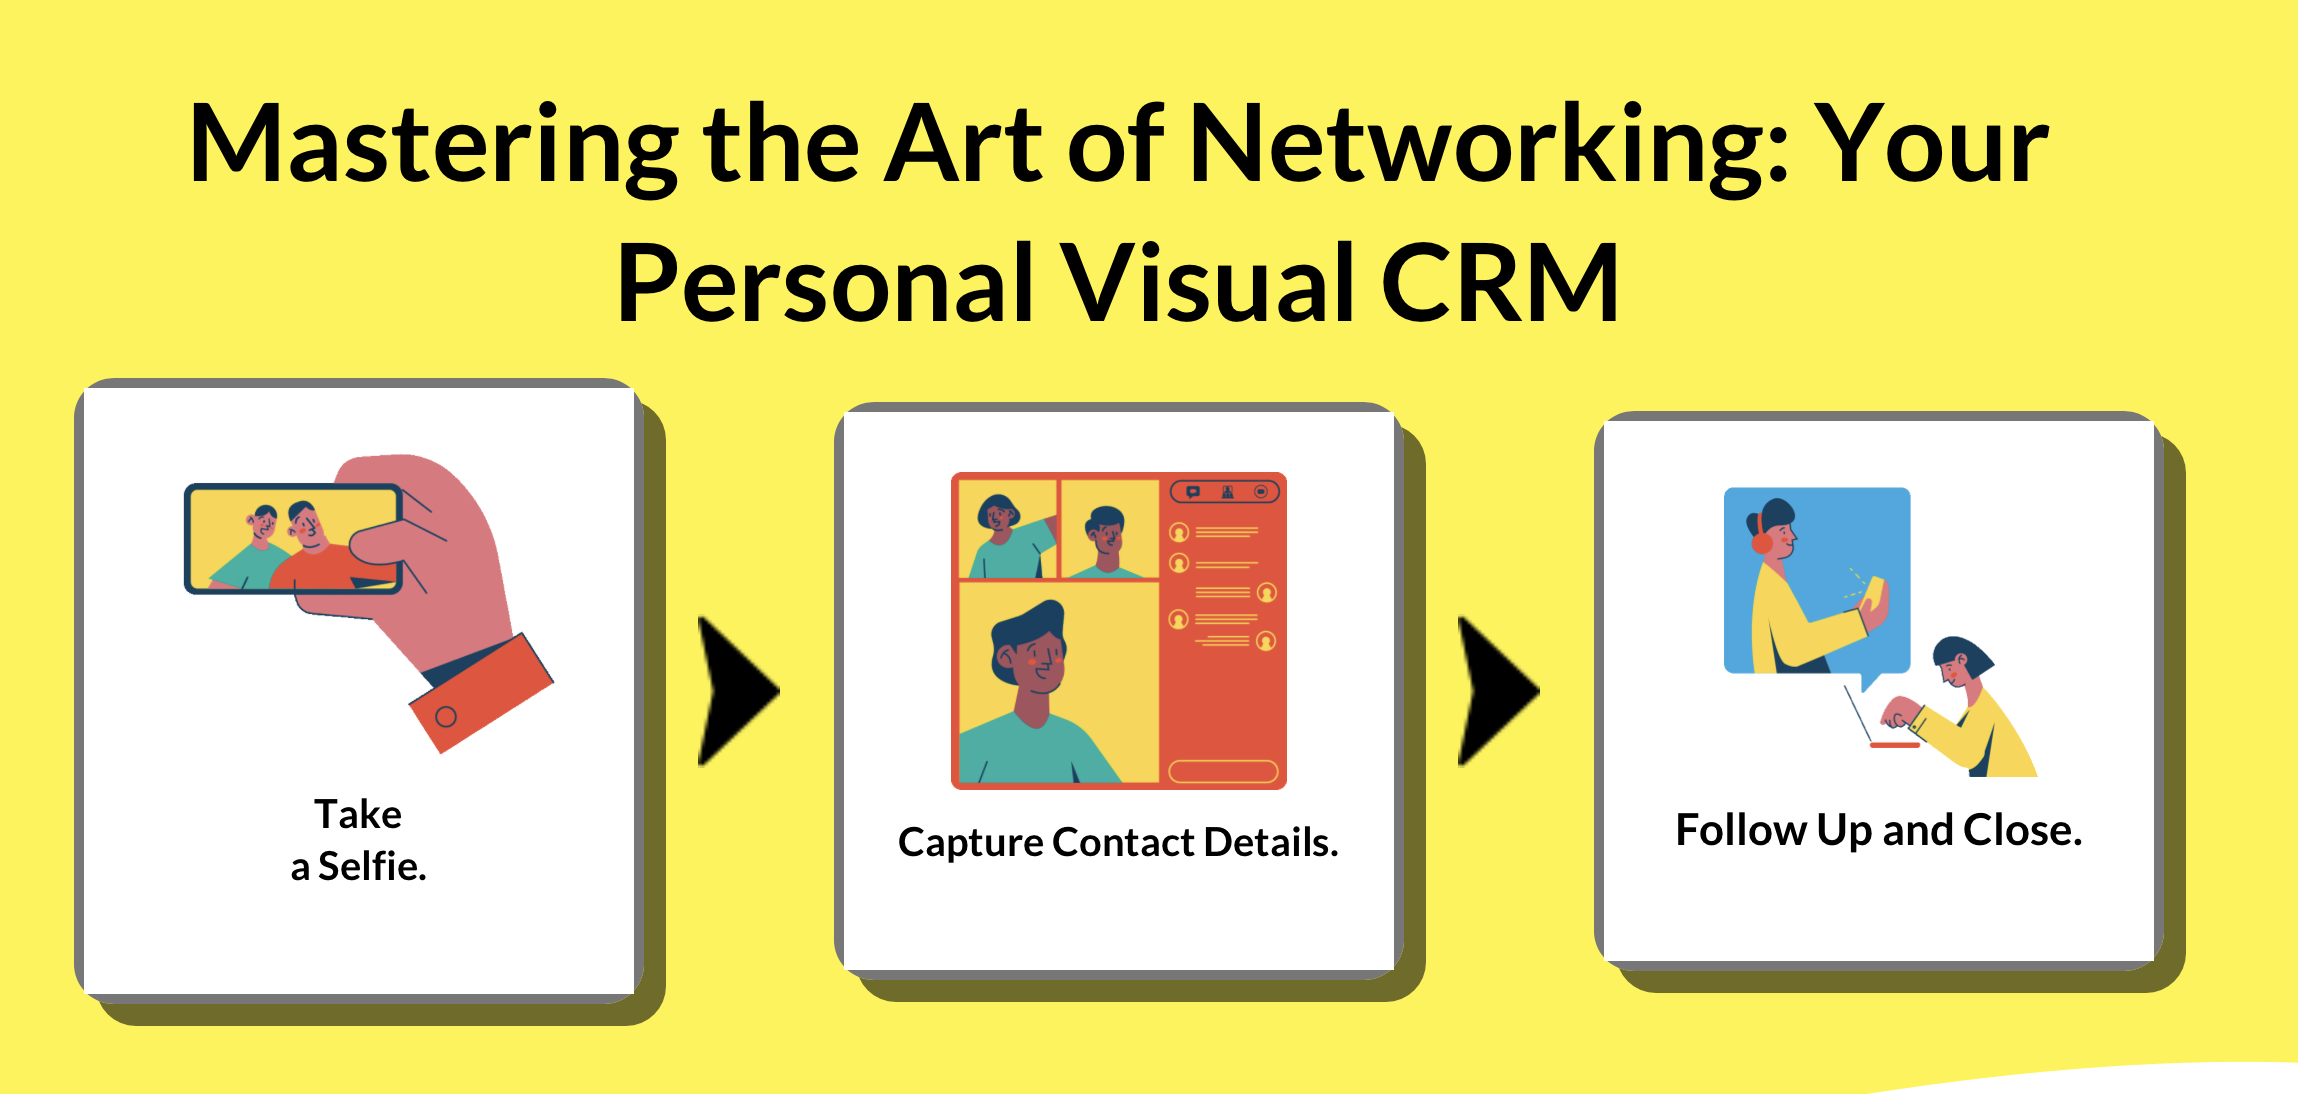 Mastering the Art of Networking: Your
Personal Visual CRM
Take
a Selfie.
Capture Contact Details.
Follow Up and Close.